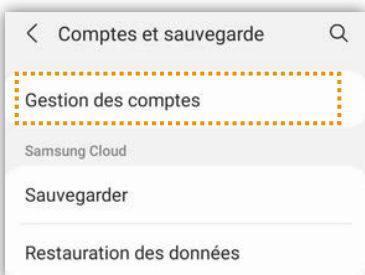 Comptes et sauvegarde
Gestion des comptes
Samsung Cloud
Sauvegarder
Restauration des données